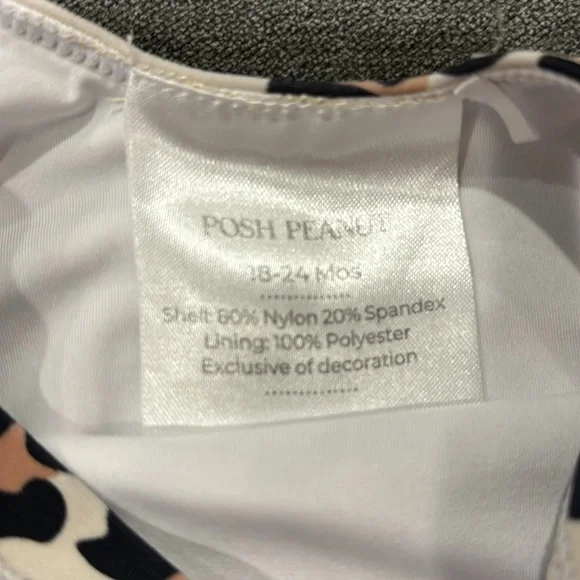 POSH PEANUT
18-24 Mos
Shell: 80% Nylon 20% Spandex
Lining: 100% Polyester
Exclusive of decoration